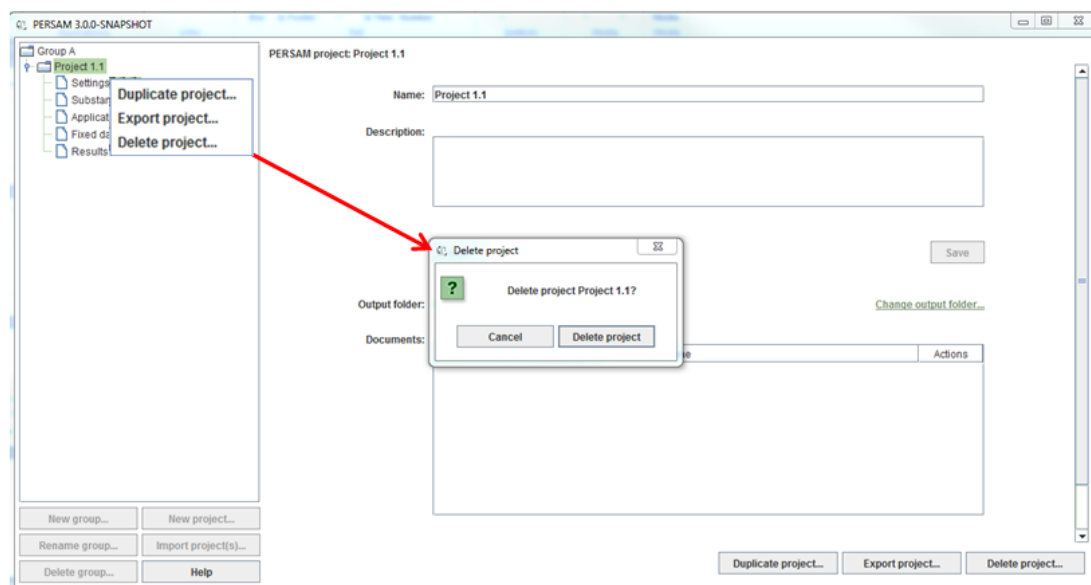 PERSAM 3.0.0-SNAPSHOT
Group A
Project 1.1
Settings
Substan
Applicat
Fixed da
Results
Duplicate project...
Export project...
Delete project...
PERSAM project: Project 1.1
Name: Project 1.1
Description:
Save
Delete project
?
Delete project Project 1.1?
Cancel Delete project
Output folder: Change output folder...
Documents:
Actions
New group... New project...
Rename group... Import project(s)...
Delete group... Help
Duplicate project... Export project... Delete project...